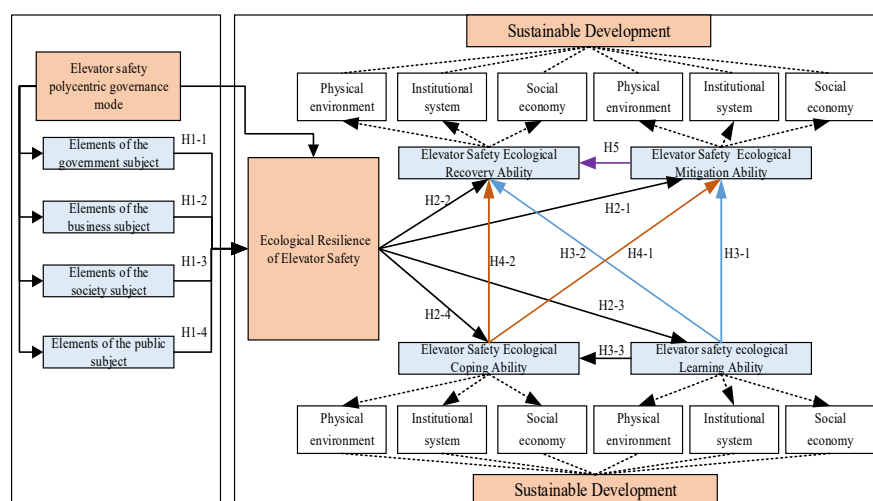 Sustainable Development
Elevator safety
polycentric governance
mode
Physical
environment
Institutional
system
Social
economy
Physical
environment
Institutional
system
Social
economy
H1-1
Elements of the
government subject
Elevator Safety Ecological
Recovery Ability
H5
Elevator Safety Ecological
Mitigation Ability
H1-2
Elements of the
business subject
H2-2
H2-1
Ecological Resilience
of Elevator Safety
H1-3
Elements of the
society subject
H4-2
H3-2
H4-1
H3-1
H2-4
H2-3
H1-4
Elements of the public
subject
Elevator Safety Ecological
Coping Ability
H3-3
Elevator safety ecological
Learning Ability
Physical
environment
Institutional
system
Social
economy
Physical
environment
Institutional
system
Social
economy
Sustainable Development